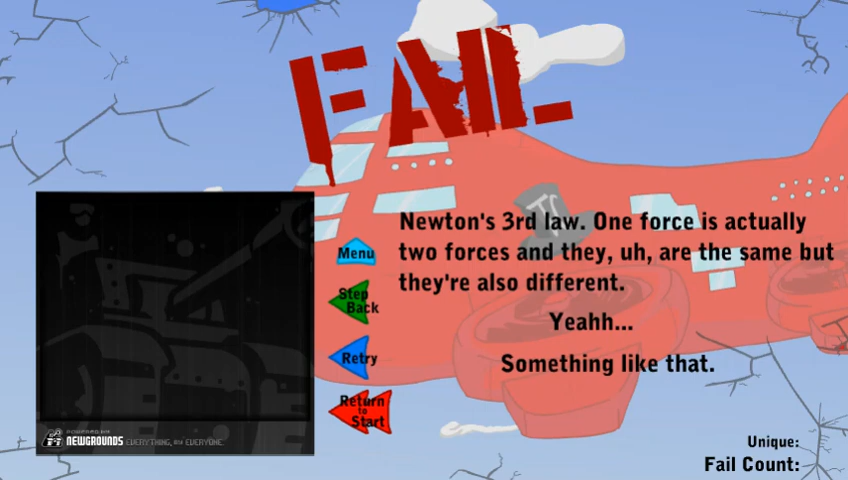 FAIL
Newton's 3rd law. One force is actually
two forces and they, uh, are the same but
they're also different.
Yeahh...
Something like that.
Menu
Step
Back
Retry
Return
to
Start
POWERED BY:
NEWGROUNDS EVERYTHING, BY EVERYONE.
Unique:
Fail Count: